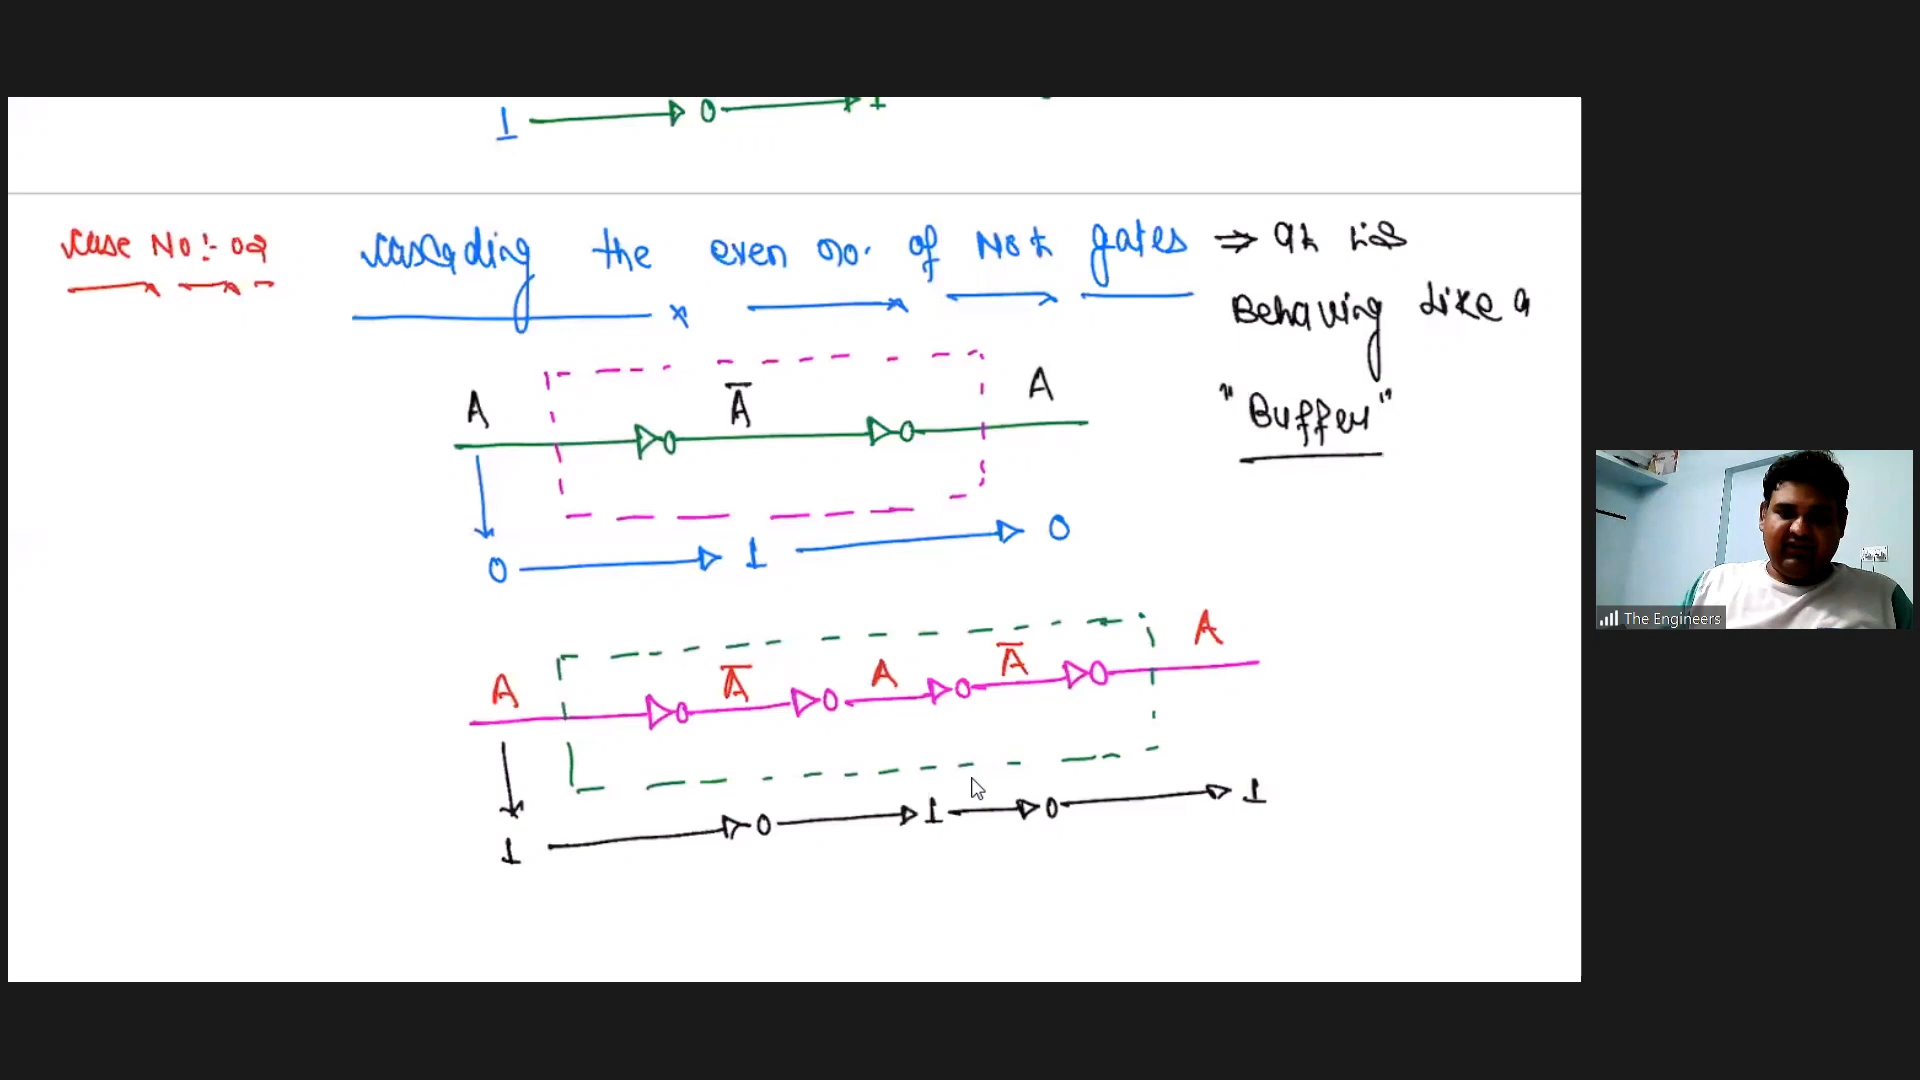 1 → 0 → 1
Case No:- 02 cascading the even no. of Not gates ⇒ It is
Behaving like a
"Buffer"
A Ā A
0 → 1 → 0
A Ā A Ā A
1 → 0 → 1 → 0 → 1
The Engineers